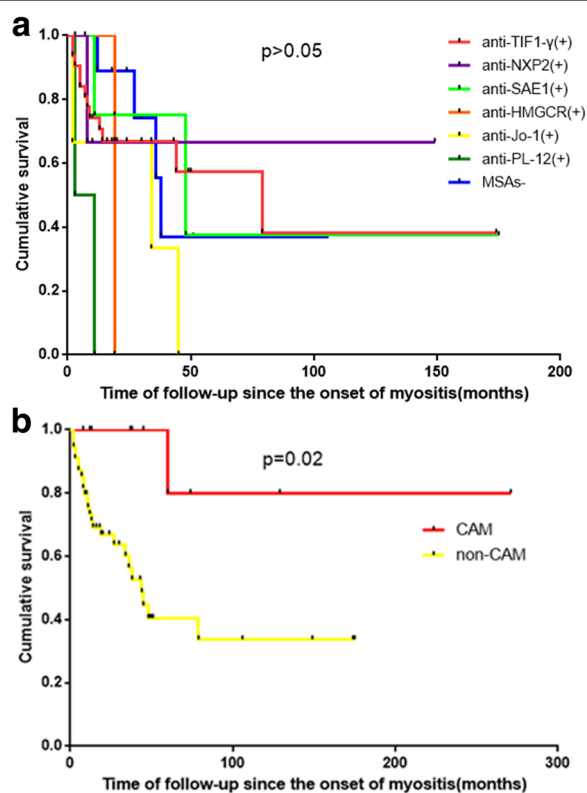 a
p>0.05
anti-TIF1-γ(+)
anti-NXP2(+)
anti-SAE1(+)
anti-HMGCR(+)
anti-Jo-1(+)
anti-PL-12(+)
MSAs-
Cumulative survival
1.0
0.8
0.6
0.4
0.2
0.0
0 50 100 150 200
Time of follow-up since the onset of myositis(months)
b
p=0.02
CAM
non-CAM
Cumulative survival
1.0
0.8
0.6
0.4
0.2
0.0
0 100 200 300
Time of follow-up since the onset of myositis(months)